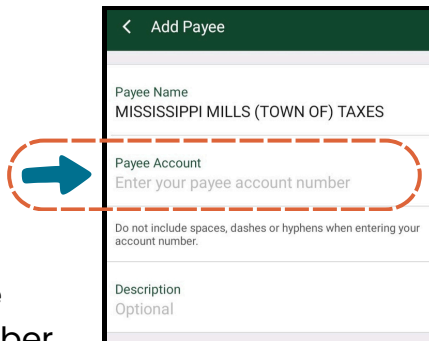 Add Payee
Payee Name
MISSISSIPPI MILLS (TOWN OF) TAXES
Payee Account
Enter your payee account number
Do not include spaces, dashes or hyphens when entering your
account number.
Description
Optional
ber